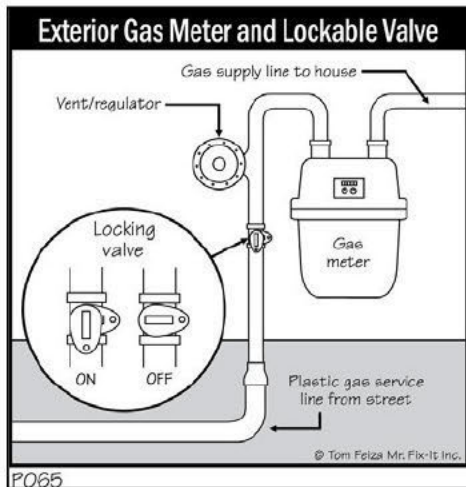 Exterior Gas Meter and Lockable Valve
Gas supply line to house
Vent/regulator
Locking
valve
Gas
meter
ON
OFF
Plastic gas service
line from street
© Tom Feiza Mr. Fix-It Inc.
P065